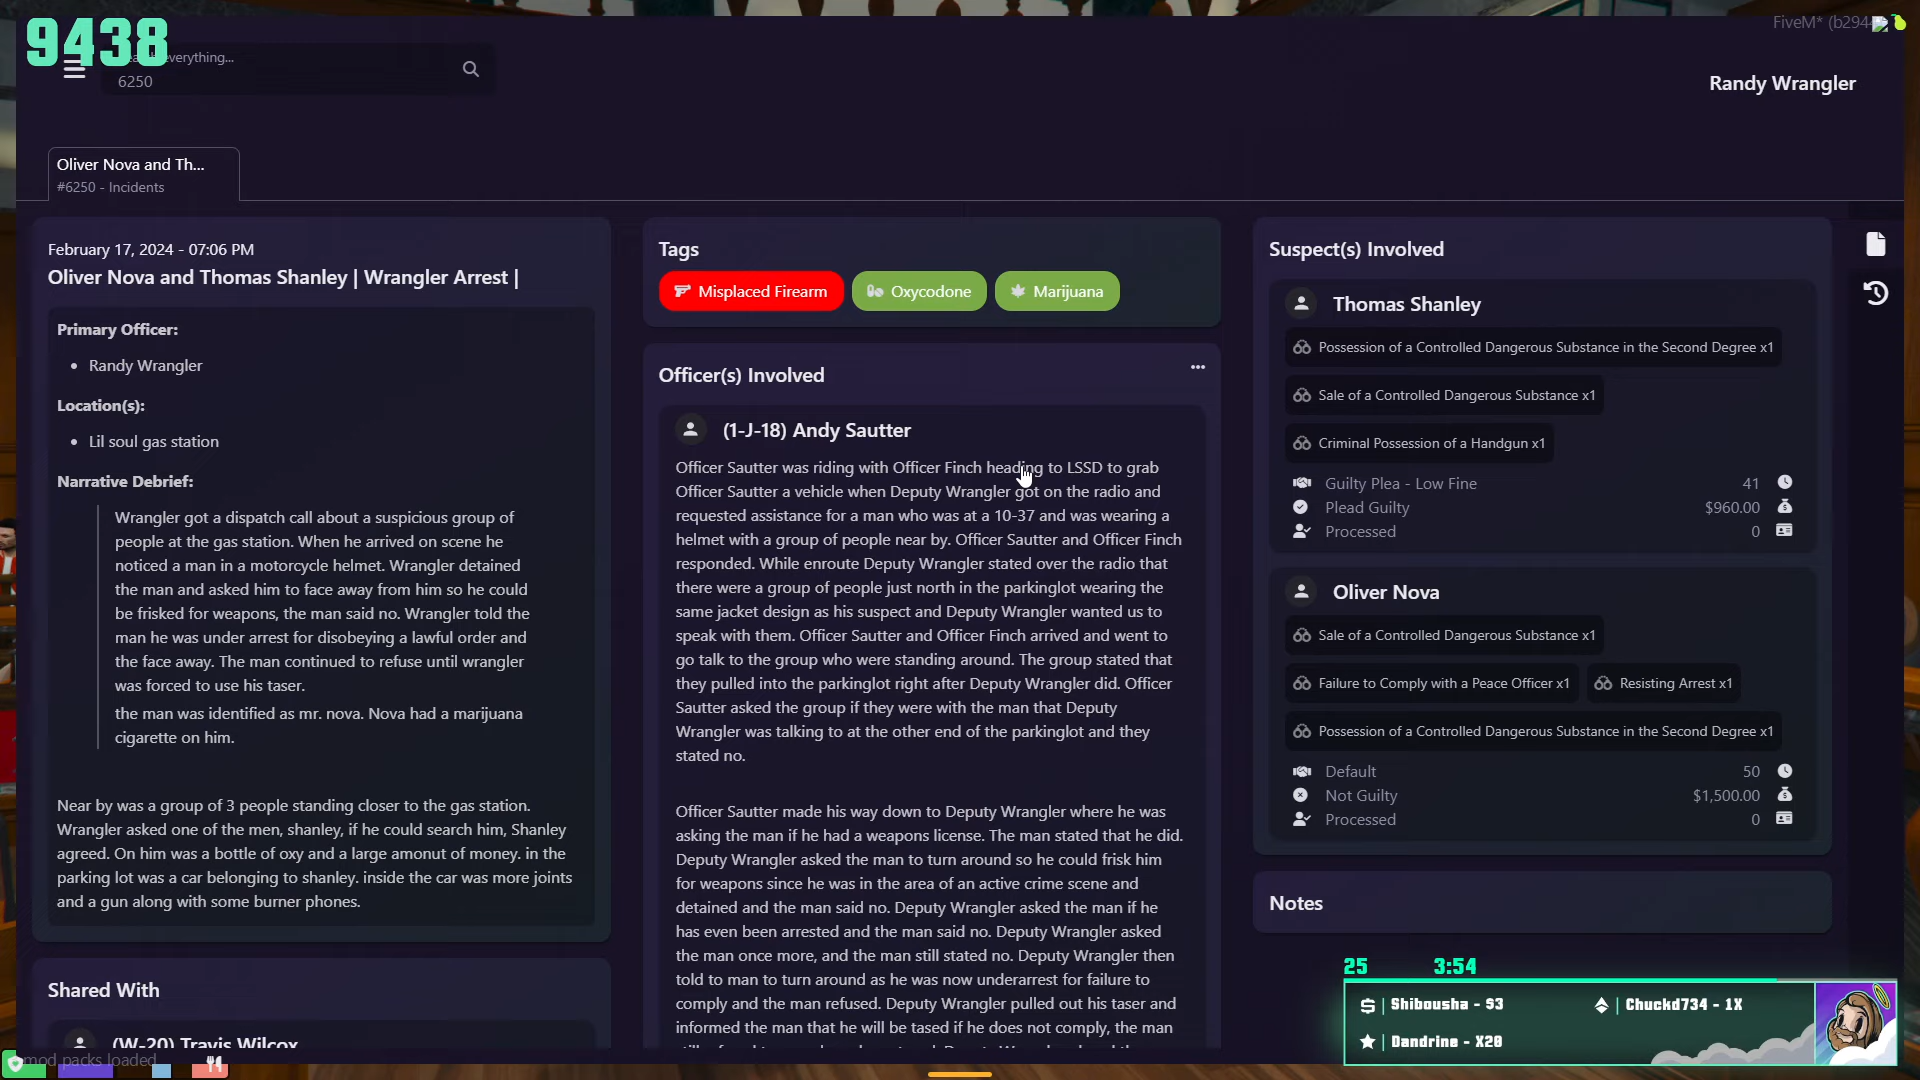 9438
FiveM* (b294
everything...
6250
Randy Wrangler
Oliver Nova and Th...
#6250 - Incidents
February 17, 2024 - 07:06 PM
Oliver Nova and Thomas Shanley | Wrangler Arrest |
Primary Officer:
• Randy Wrangler
Location(s):
• Lil soul gas station
Narrative Debrief:
Wrangler got a dispatch call about a suspicious group of
people at the gas station. When he arrived on scene he
noticed a man in a motorcycle helmet. Wrangler detained
the man and asked him to face away from him so he could
be frisked for weapons, the man said no. Wrangler told the
man he was under arrest for disobeying a lawful order and
the face away. The man continued to refuse until wrangler
was forced to use his taser.
the man was identified as mr. nova. Nova had a marijuana
cigarette on him.
Near by was a group of 3 people standing closer to the gas station.
Wrangler asked one of the men, shanley, if he could search him, Shanley
agreed. On him was a bottle of oxy and a large amonut of money. in the
parking lot was a car belonging to shanley. inside the car was more joints
and a gun along with some burner phones.
Shared With
(W-20) Travis Wilcox
mod packs loaded
Tags
Misplaced Firearm
Oxycodone
Marijuana
Officer(s) Involved
(1-J-18) Andy Sautter
Officer Sautter was riding with Officer Finch heading to LSSD to grab
Officer Sautter a vehicle when Deputy Wrangler got on the radio and
requested assistance for a man who was at a 10-37 and was wearing a
helmet with a group of people near by. Officer Sautter and Officer Finch
responded. While enroute Deputy Wrangler stated over the radio that
there were a group of people just north in the parkinglot wearing the
same jacket design as his suspect and Deputy Wrangler wanted us to
speak with them. Officer Sautter and Officer Finch arrived and went to
go talk to the group who were standing around. The group stated that
they pulled into the parkinglot right after Deputy Wrangler did. Officer
Sautter asked the group if they were with the man that Deputy
Wrangler was talking to at the other end of the parkinglot and they
stated no.
Officer Sautter made his way down to Deputy Wrangler where he was
asking the man if he had a weapons license. The man stated that he did.
Deputy Wrangler asked the man to turn around so he could frisk him
for weapons since he was in the area of an active crime scene and
detained and the man said no. Deputy Wrangler asked the man if he
has even been arrested and the man said no. Deputy Wrangler asked
the man once more, and the man still stated no. Deputy Wrangler then
told to man to turn around as he was now underarrest for failure to
comply and the man refused. Deputy Wrangler pulled out his taser and
informed the man that he will be tased if he does not comply, the man
Suspect(s) Involved
Thomas Shanley
Possession of a Controlled Dangerous Substance in the Second Degree x1
Sale of a Controlled Dangerous Substance x1
Criminal Possession of a Handgun x1
Guilty Plea - Low Fine 41
Plead Guilty $960.00
Processed 0
Oliver Nova
Sale of a Controlled Dangerous Substance x1
Failure to Comply with a Peace Officer x1 Resisting Arrest x1
Possession of a Controlled Dangerous Substance in the Second Degree x1
Default 50
Not Guilty $1,500.00
Processed 0
Notes
25 3:54
Shibousha - 93
Chuckd734 - 1X
Dandrine - X20